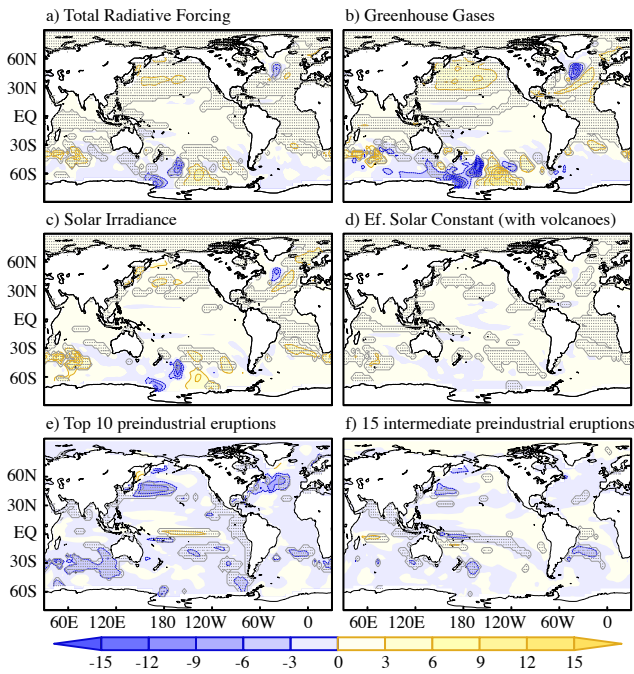 a) Total Radiative Forcing
b) Greenhouse Gases
60N
30N
EQ
30S
60S
c) Solar Irradiance
d) Ef. Solar Constant (with volcanoes)
60N
30N
EQ
30S
60S
e) Top 10 preindustrial eruptions
f) 15 intermediate preindustrial eruptions
60N
30N
EQ
30S
60S
60E 120E 180 120W 60W 0
60E 120E 180 120W 60W 0
-15 -12 -9 -6 -3 0 3 6 9 12 15